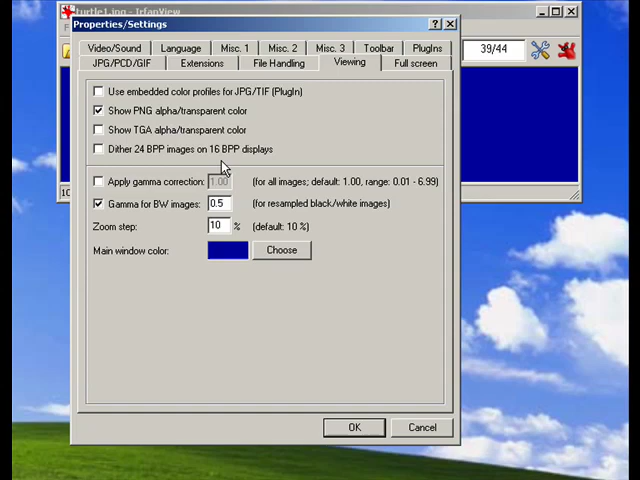 turtle1.jpg - IrfanView
Properties/Settings
39/44
Video/Sound
Language
Misc. 1
Misc. 2
Misc. 3
Toolbar
PlugIns
JPG/PCD/GIF
Extensions
File Handling
Viewing
Full screen
Use embedded color profiles for JPG/TIF (PlugIn)
Show PNG alpha/transparent color
Show TGA alpha/transparent color
Dither 24 BPP images on 16 BPP displays
Apply gamma correction: 1.00 (for all images; default: 1.00, range: 0.01 - 6.99)
Gamma for BW images: 0.5 (for resampled black/white images)
Zoom step: 10 % (default: 10 %)
Main window color: Choose
OK
Cancel